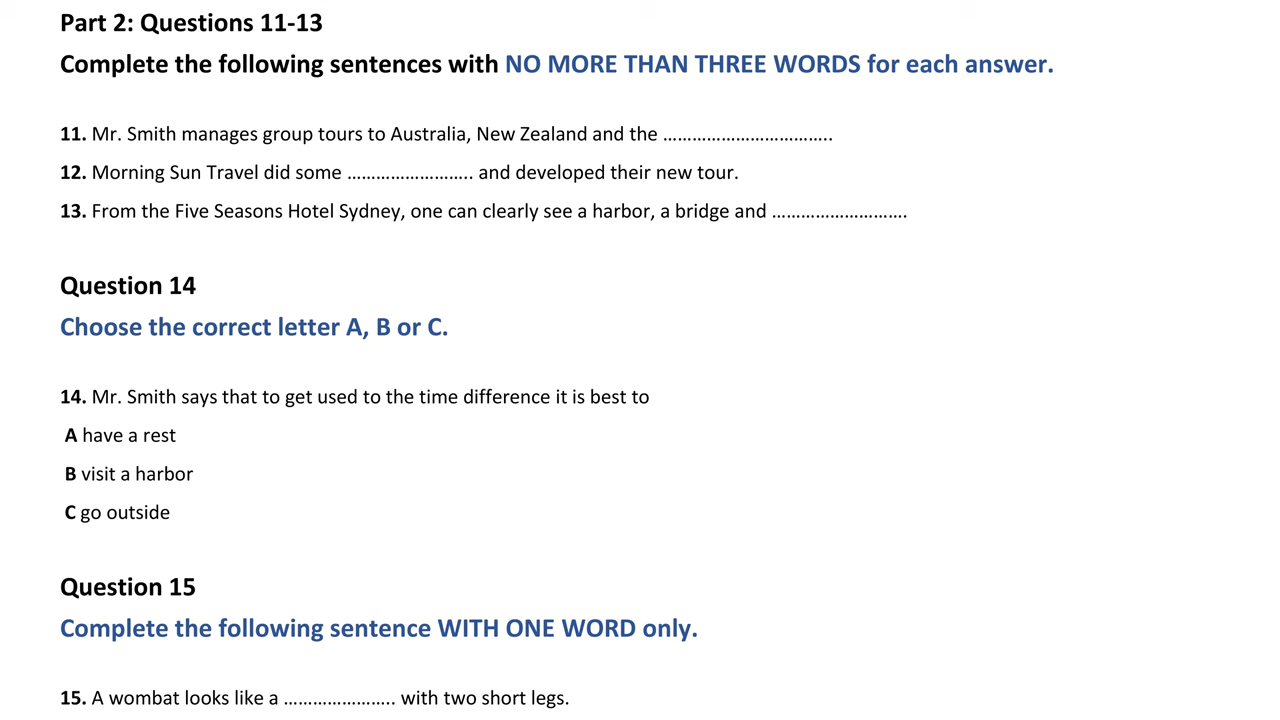 Part 2: Questions 11-13
Complete the following sentences with NO MORE THAN THREE WORDS for each answer.
11. Mr. Smith manages group tours to Australia, New Zealand and the ……………………………..
12. Morning Sun Travel did some …………………….. and developed their new tour.
13. From the Five Seasons Hotel Sydney, one can clearly see a harbor, a bridge and ……………………….
Question 14
Choose the correct letter A, B or C.
14. Mr. Smith says that to get used to the time difference it is best to
A have a rest
B visit a harbor
C go outside
Question 15
Complete the following sentence WITH ONE WORD only.
15. A wombat looks like a ………………….. with two short legs.